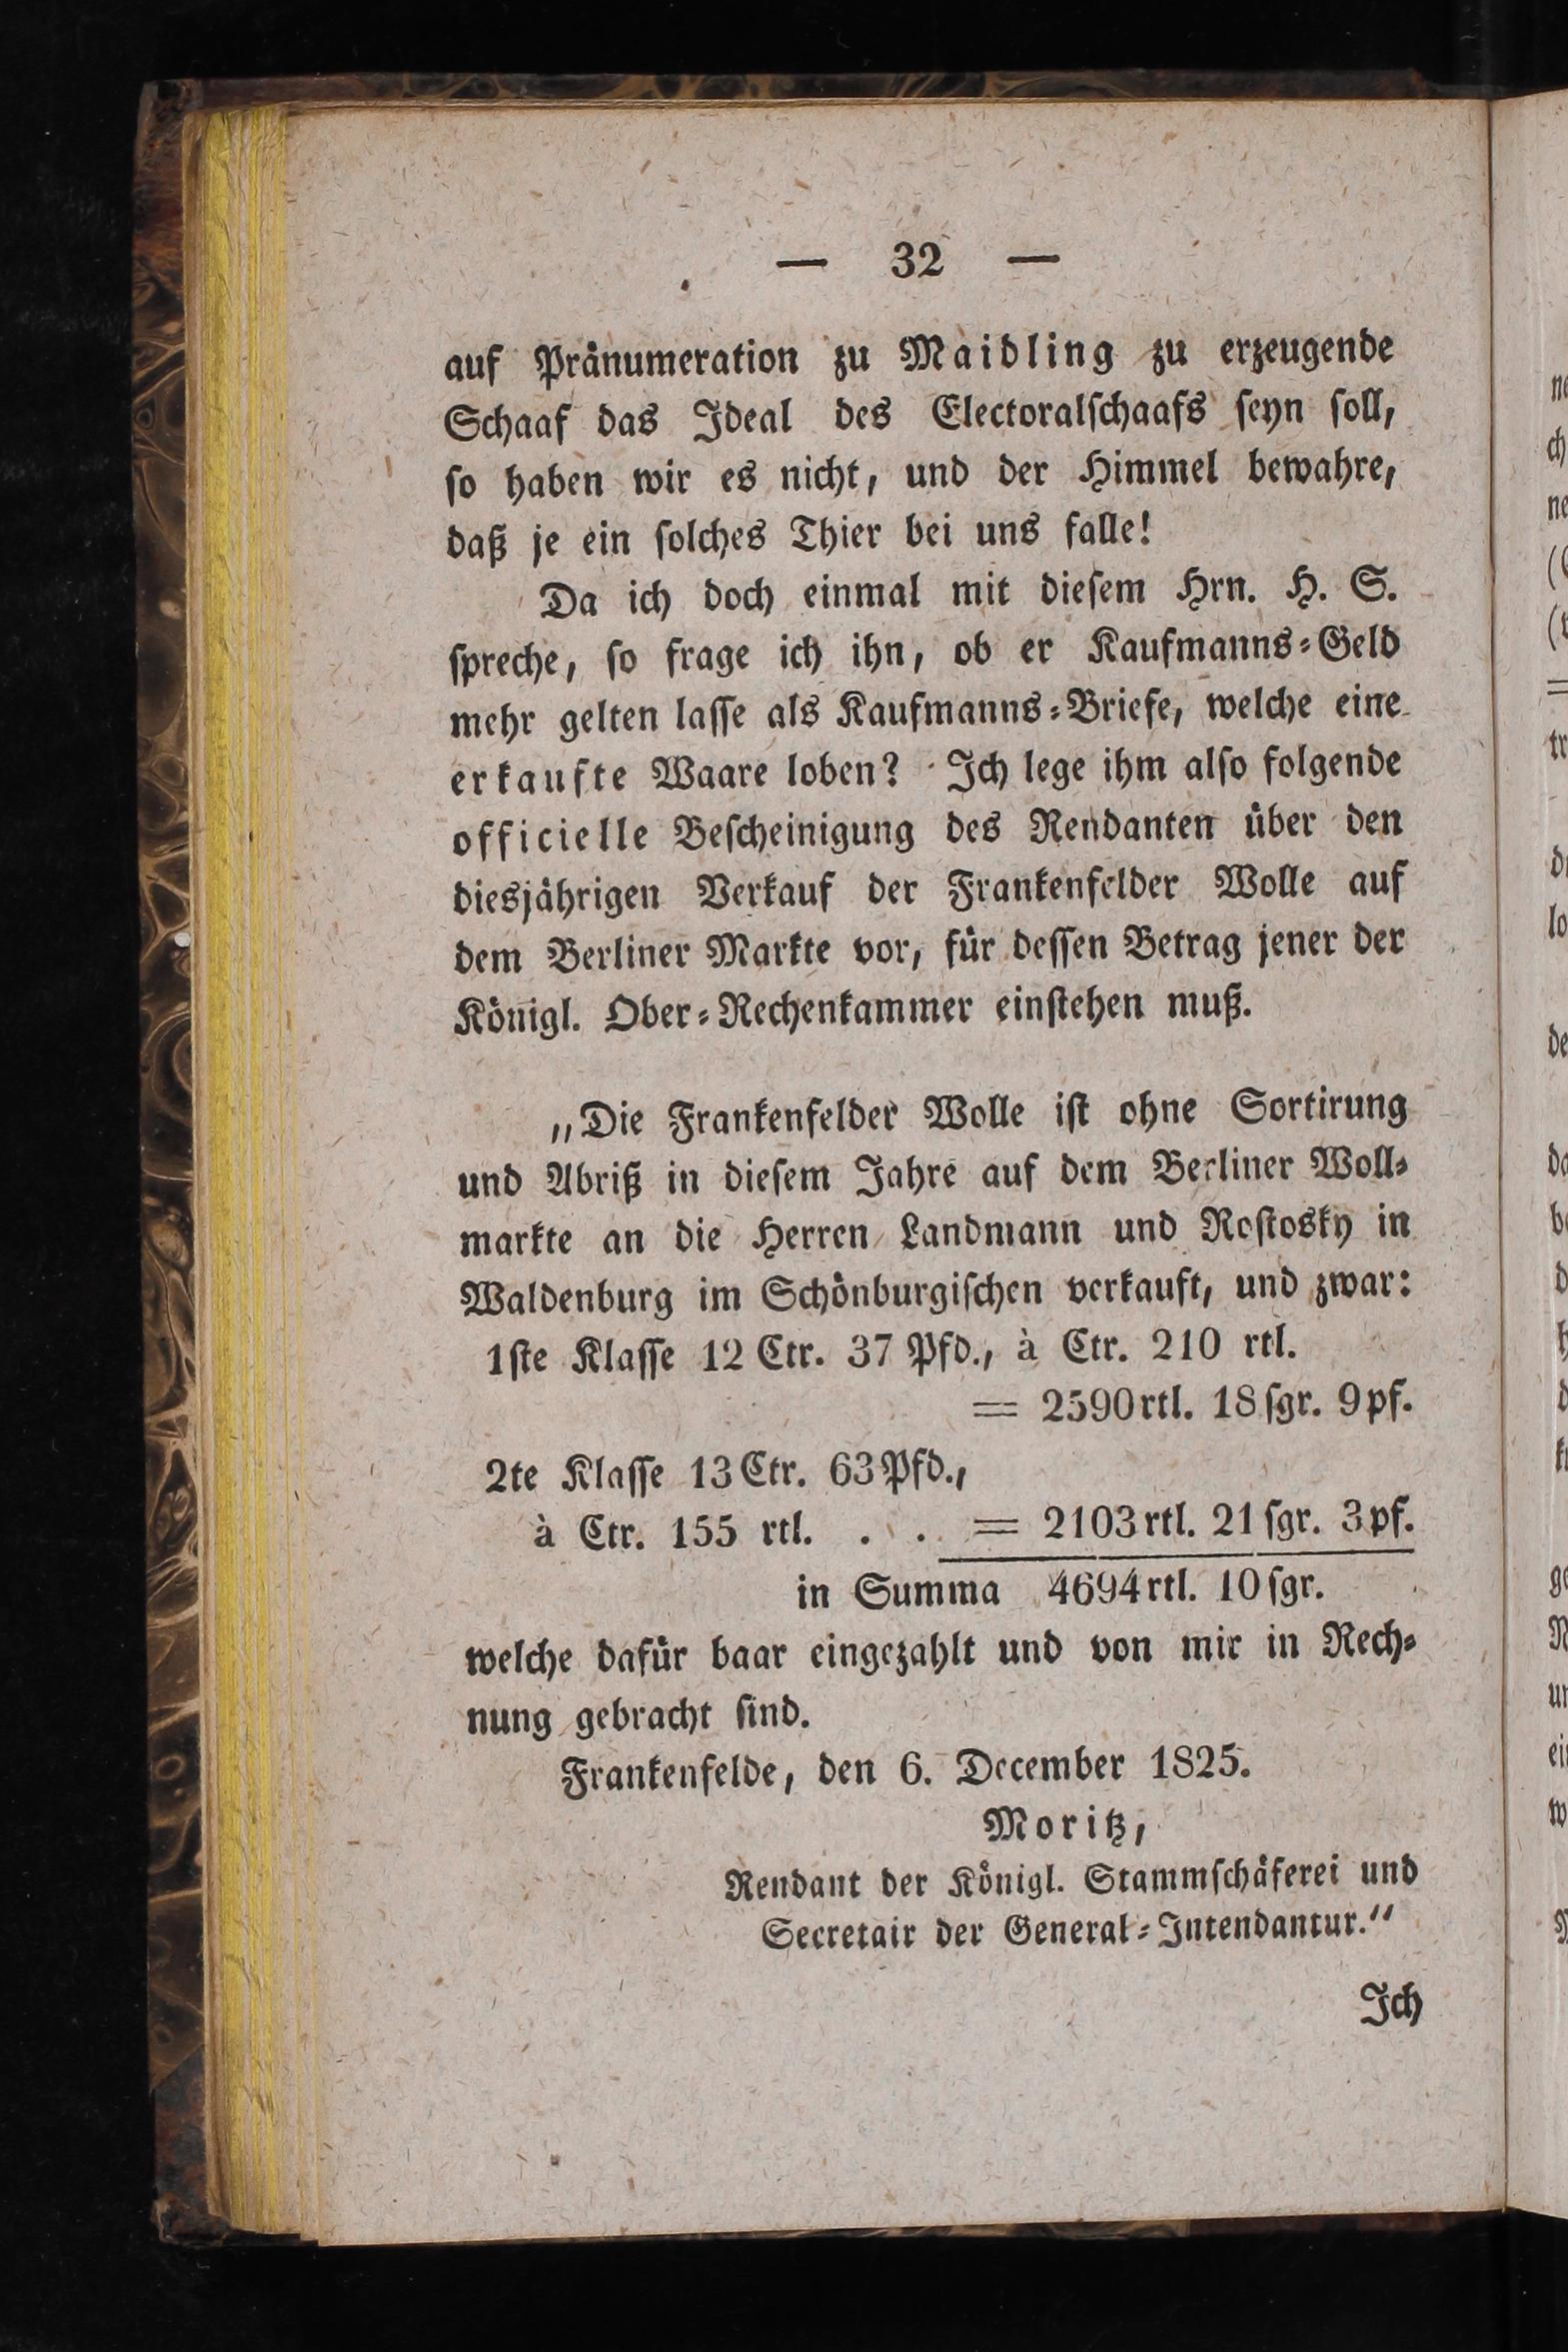 — 32 —
auf Pränumeration zu Maidling zu erzeugende
Schaaf das Ideal des Electoralſchaafs ſeyn ſoll,
ſo haben wir es nicht, und der Himmel bewahre,
daß je ein ſolches Thier bei uns falle!
Da ich doch einmal mit dieſem Hrn. H. S.
ſpreche, ſo frage ich ihn, ob er Kaufmanns-Geld
mehr gelten laſſe als Kaufmanns-Briefe, welche eine
erkaufte Waare loben? Ich lege ihm alſo folgende
officielle Beſcheinigung des Rendanten über den
diesjährigen Verkauf der Frankenfelder Wolle auf
dem Berliner Markte vor, für deſſen Betrag jener der
Königl. Ober-Rechenkammer einſtehen muß.
„Die Frankenfelder Wolle iſt ohne Sortirung
und Abriß in dieſem Jahre auf dem Berliner Woll-
markte an die Herren Landmann und Roſtosky in
Waldenburg im Schönburgiſchen verkauft, und zwar:
1ſte Klaſſe 12 Ctr. 37 Pfd., à Ctr. 210 rtl.
= 2590 rtl. 18 ſgr. 9 pf.
2te Klaſſe 13 Ctr. 63 Pfd.,
à Ctr. 155 rtl. . . = 2103 rtl. 21 ſgr. 3 pf.
in Summa 4694 rtl. 10 ſgr.
welche dafür baar eingezahlt und von mir in Rech-
nung gebracht ſind.
Frankenfelde, den 6. December 1825.
Moritz,
Rendant der Königl. Stammſchäferei und
Secretair der General-Intendantur.“
Ich